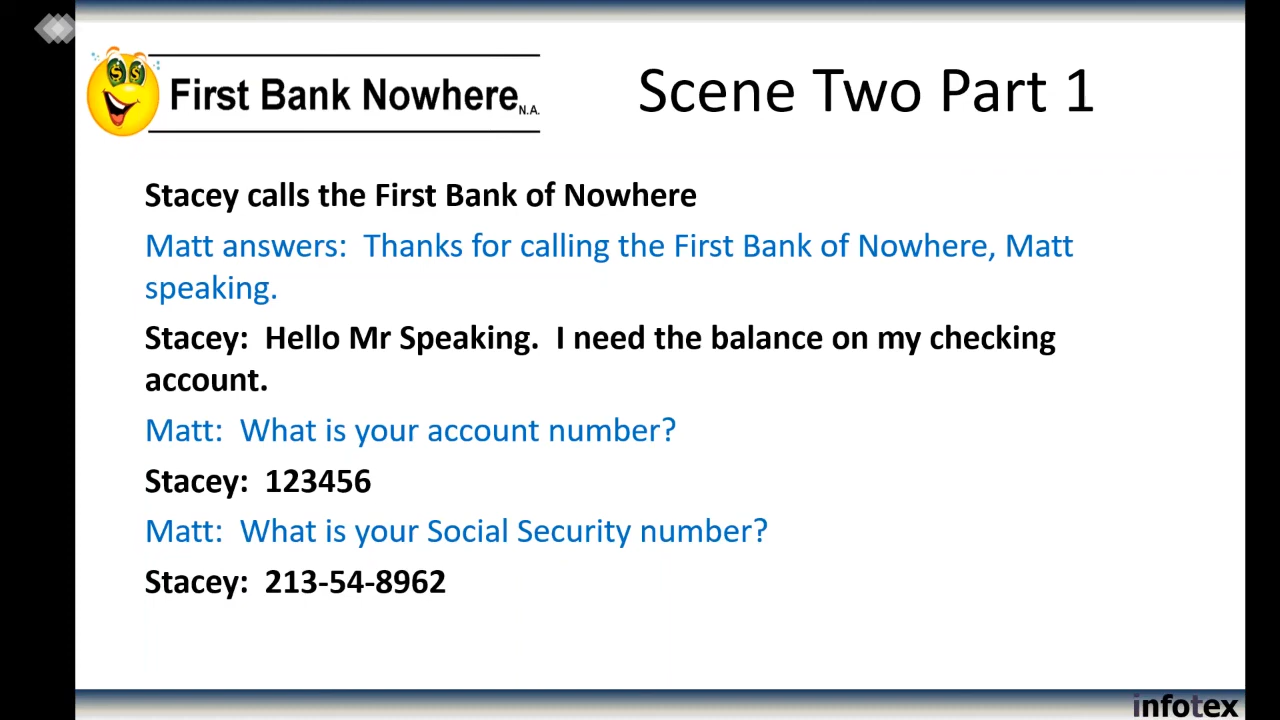 First Bank Nowhere N.A.
Scene Two Part 1
Stacey calls the First Bank of Nowhere
Matt answers:  Thanks for calling the First Bank of Nowhere, Matt
speaking.
Stacey:  Hello Mr Speaking.  I need the balance on my checking
account.
Matt:  What is your account number?
Stacey:  123456
Matt:  What is your Social Security number?
Stacey:  213-54-8962
infotex